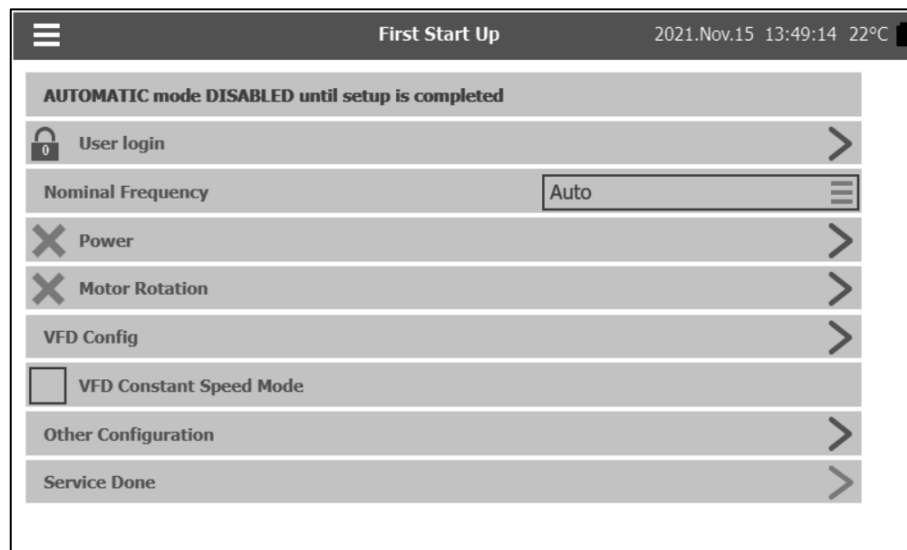 First Start Up 2021.Nov.15 13:49:14 22°C
AUTOMATIC mode DISABLED until setup is completed
0 User login
Nominal Frequency Auto
Power
Motor Rotation
VFD Config
VFD Constant Speed Mode
Other Configuration
Service Done